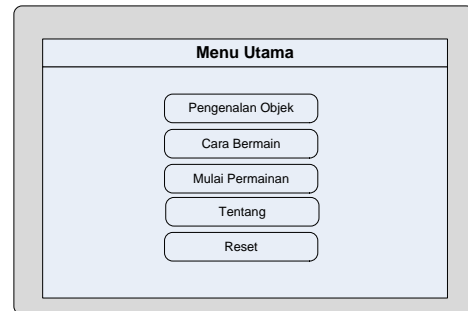 Menu Utama
Pengenalan Objek
Cara Bermain
Mulai Permainan
Tentang
Reset